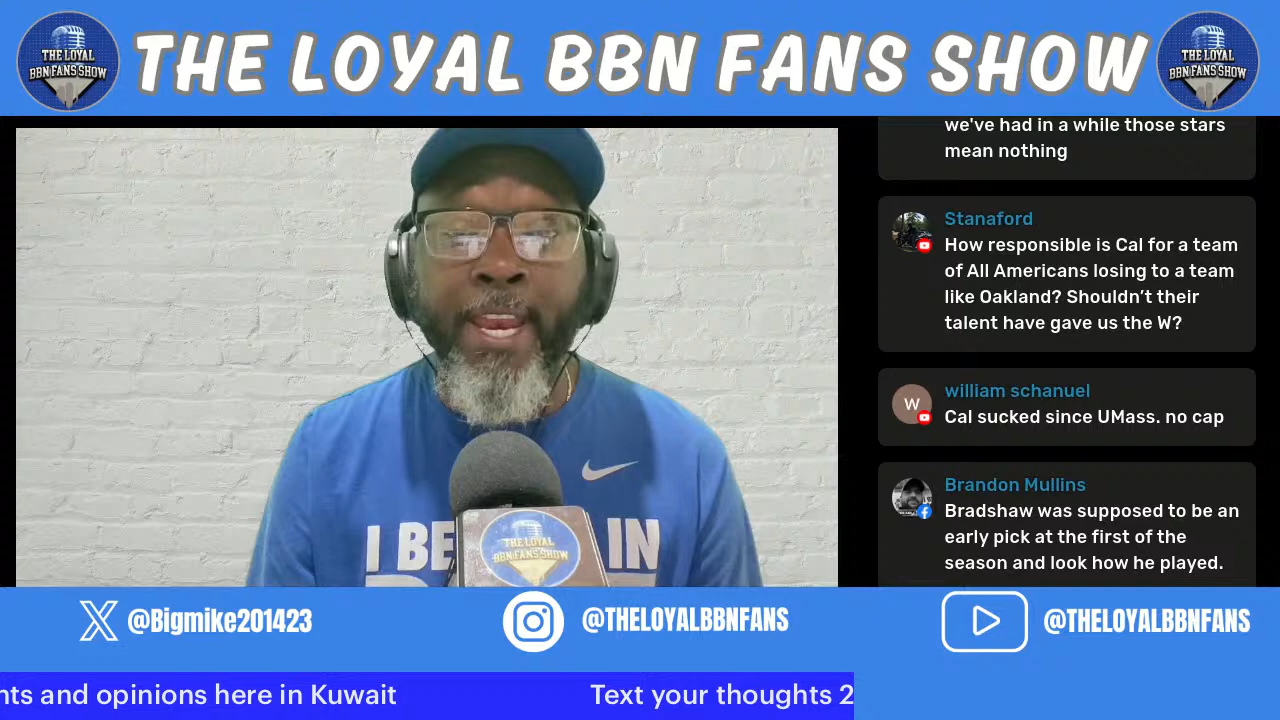 THE LOYAL
BBN FANS SHOW
THE LOYAL BBN FANS SHOW
THE LOYAL
BBN FANS SHOW
we've had in a while those stars
mean nothing
Stanaford
How responsible is Cal for a team
of All Americans losing to a team
like Oakland? Shouldn’t their
talent have gave us the W?
W
william schanuel
Cal sucked since UMass. no cap
Brandon Mullins
Bradshaw was supposed to be an
early pick at the first of the
season and look how he played.
I BE IN
THE LOYAL
BBN FANS SHOW
@Bigmike201423
@THELOYALBBNFANS
@THELOYALBBNFANS
nts and opinions here in Kuwait
Text your thoughts 2